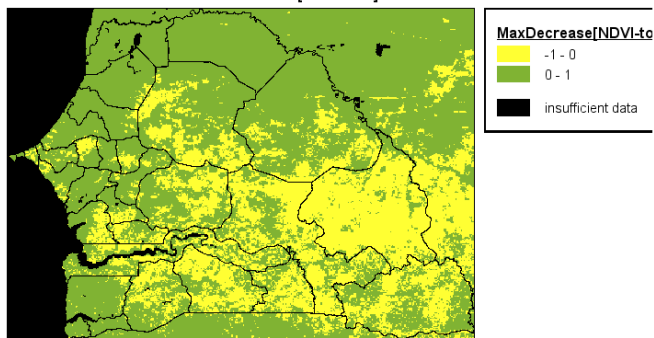 MaxDecrease[NDVI-to
-1 - 0
0 - 1
insufficient data